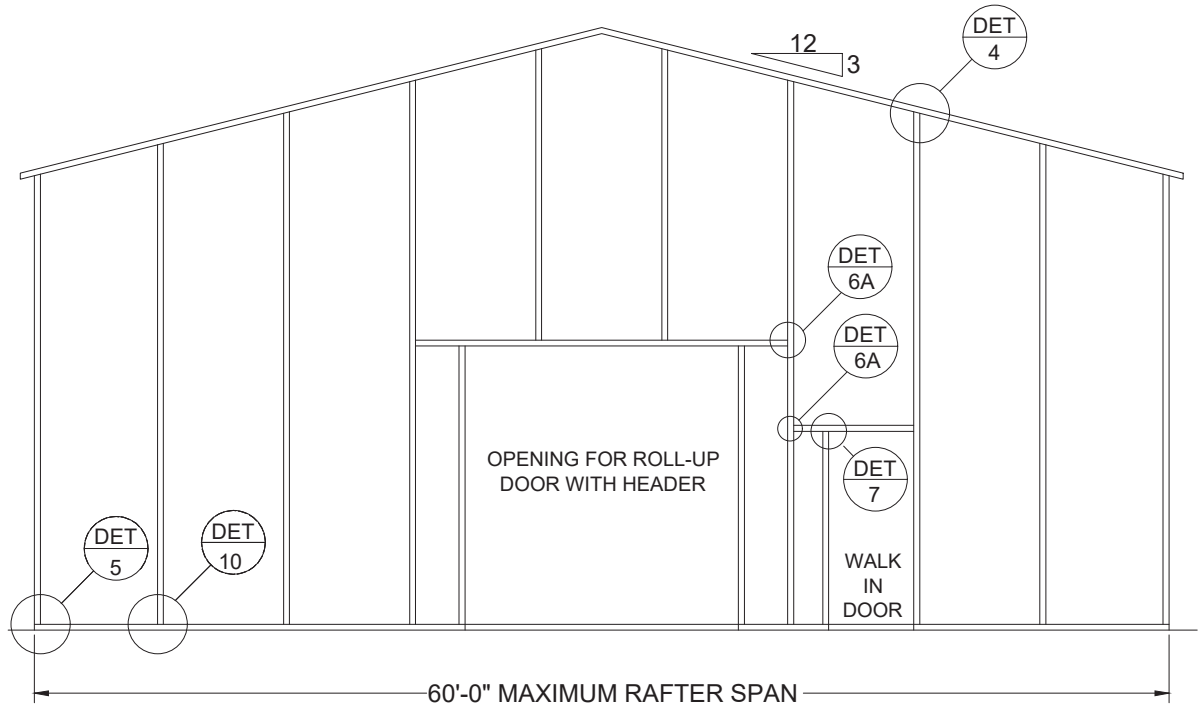 12
3
DET
4
DET
6A
DET
6A
OPENING FOR ROLL-UP
DOOR WITH HEADER
DET
7
DET
5
DET
10
WALK
IN
DOOR
60'-0" MAXIMUM RAFTER SPAN